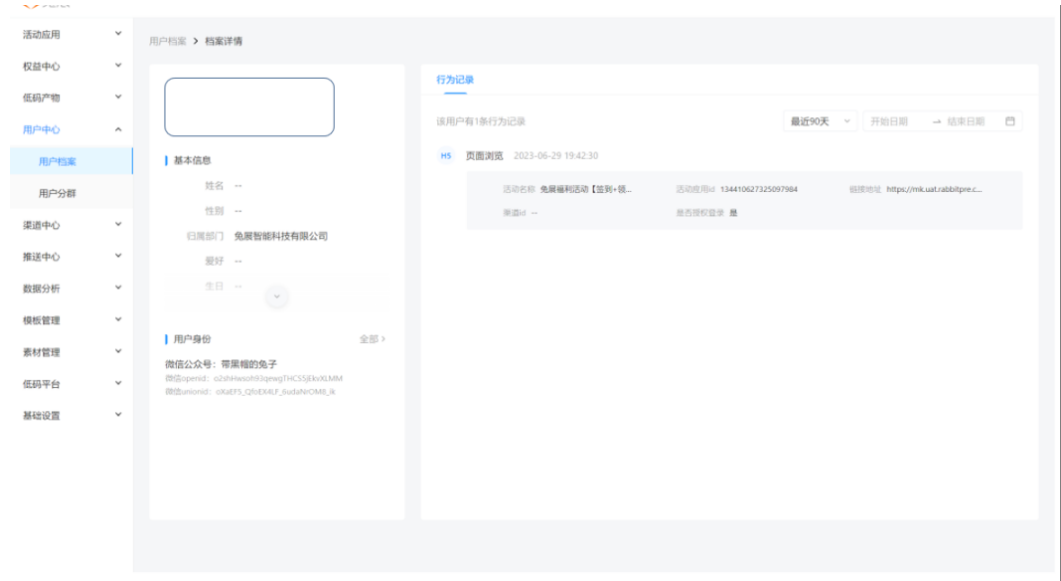 活动应用
权益中心
低码产物
用户中心
用户档案
用户分群
渠道中心
推送中心
数据分析
模板管理
素材管理
低码平台
基础设置
用户档案 > 档案详情
基本信息
姓名 --
性别 --
归属部门 兔展智能科技有限公司
爱好 --
生日 --
用户身份 全部 >
微信公众号：带黑帽的兔子
微信openid：
微信unionid：
行为记录
该用户有1条行为记录 最近90天 开始日期 → 结束日期
H5 页面浏览 2023-06-29 19:42:30
活动名称 兔展福利活动【签到+领... 活动应用id 134410627325097984 链接地址 https://mk.uat.rabbitpre.c...
渠道id -- 是否授权登录 是